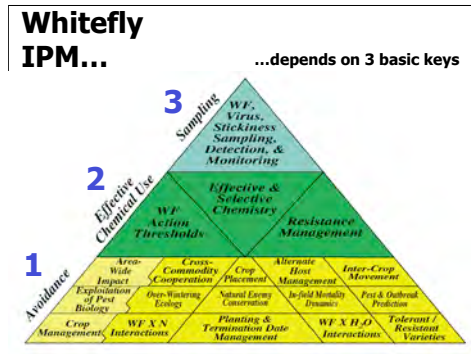 Whitefly
IPM...
...depends on 3 basic keys
3
Sampling
WF,
Virus,
Stickiness
Sampling,
Detection, &
Monitoring
2
Effective
Chemical Use
WF
Action
Thresholds
Effective &
Selective
Chemistry
Resistance
Management
1
Avoidance
Area-
Wide
Impact
Cross-
Commodity
Cooperation
Crop
Placement
Alternate
Host
Management
Inter-Crop
Movement
Exploitation
of Pest
Biology
Over-Wintering
Ecology
Natural Enemy
Conservation
In-field Mortality
Dynamics
Pest & Outbreak
Prediction
Crop
Management
WF X N
Interactions
Planting &
Termination Date
Management
WF X H2O
Interactions
Tolerant /
Resistant
Varieties